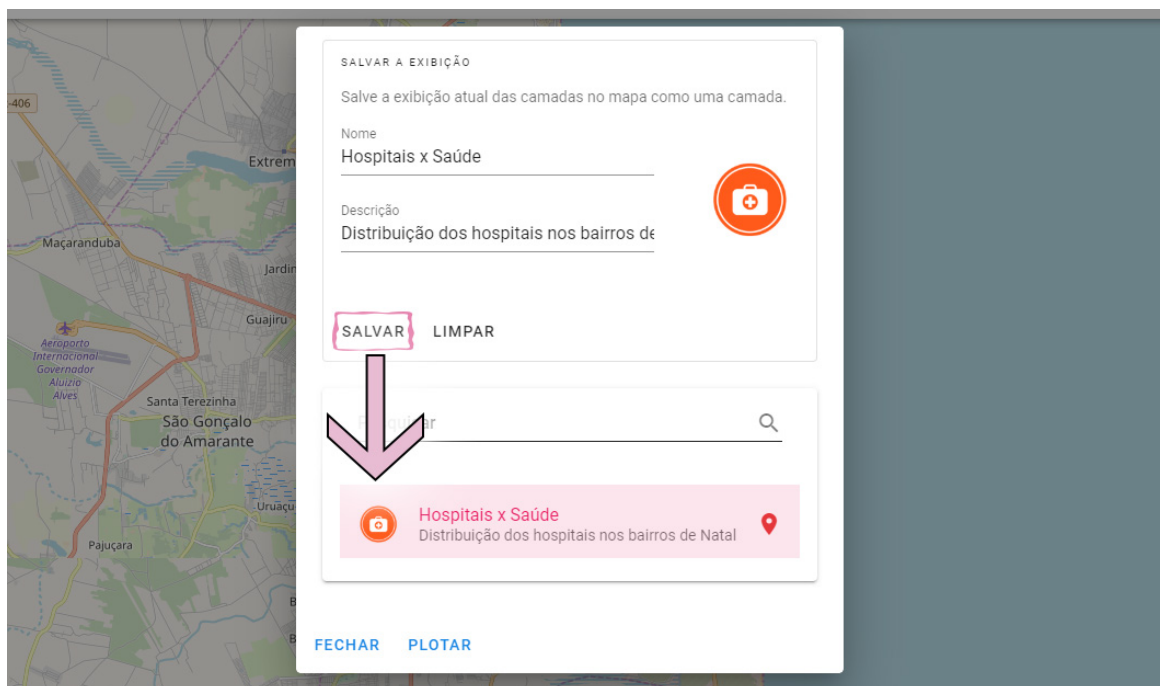 SALVAR A EXIBIÇÃO
Salve a exibição atual das camadas no mapa como uma camada.
Nome
Hospitais x Saúde
Descrição
Distribuição dos hospitais nos bairros de
SALVAR LIMPAR
Hospitais x Saúde
Distribuição dos hospitais nos bairros de Natal
FECHAR PLOTAR
-406
Extrem
Maçaranduba
Jardin
Guajiru
Aeroporto
Internacional
Governador
Aluízio
Alves
Santa Terezinha
São Gonçalo
do Amarante
Uruaçu
Pajuçara
B
B